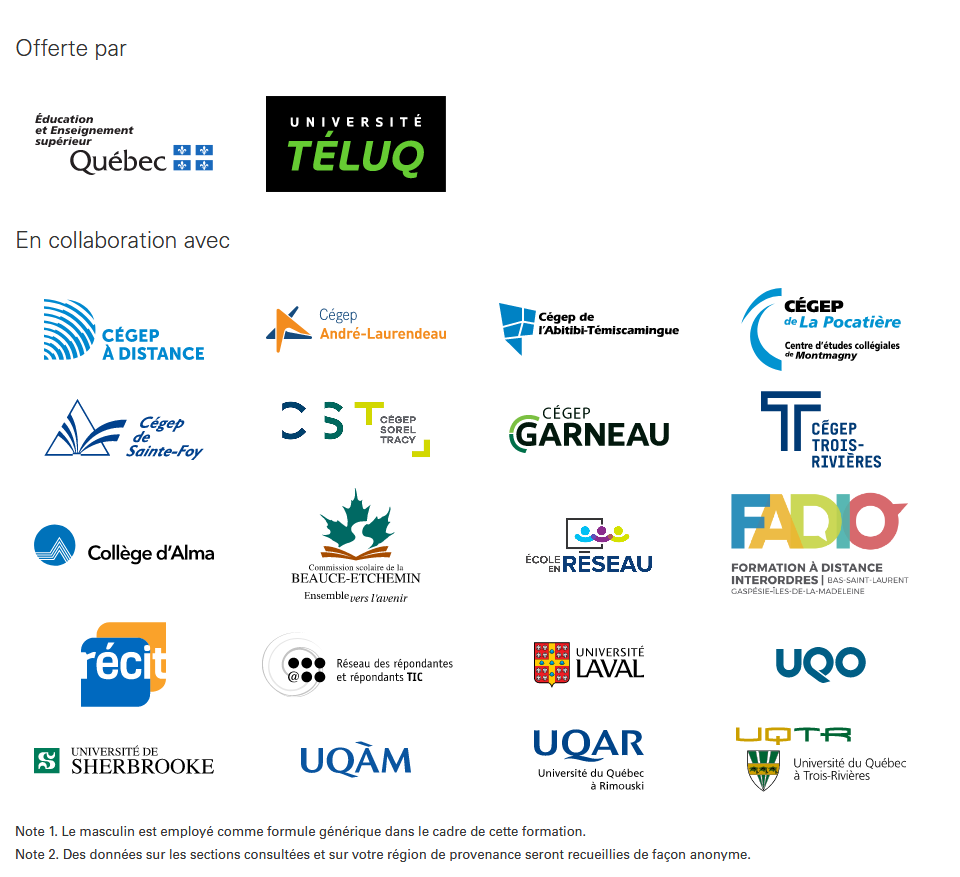 Offerte par
Éducation
et Enseignement
supérieur
Québec
UNIVERSITÉ
TÉLUQ
En collaboration avec
CÉGEP
À DISTANCE
Cégep
André-Laurendeau
Cégep de
l'Abitibi-Témiscamingue
CÉGEP
de La Pocatière
Centre d'études collégiales
de Montmagny
Cégep
de
Sainte-Foy
CST
CÉGEP
SOREL
TRACY
CÉGEP
GARNEAU
CÉGEP
TROIS-
RIVIÈRES
Collège d'Alma
Commission scolaire de la
BEAUCE-ETCHEMIN
Ensemble vers l'avenir
ÉCOLE
EN RÉSEAU
FADIO
FORMATION À DISTANCE
INTERORDRES | BAS-SAINT-LAURENT
GASPÉSIE-ÎLES-DE-LA-MADELEINE
récit
@
Réseau des répondantes
et répondants TIC
UNIVERSITÉ
LAVAL
UQO
UNIVERSITÉ DE
SHERBROOKE
UQÀM
UQAR
Université du Québec
à Rimouski
UQTR
Université du Québec
à Trois-Rivières
Note 1. Le masculin est employé comme formule générique dans le cadre de cette formation.
Note 2. Des données sur les sections consultées et sur votre région de provenance seront recueillies de façon anonyme.